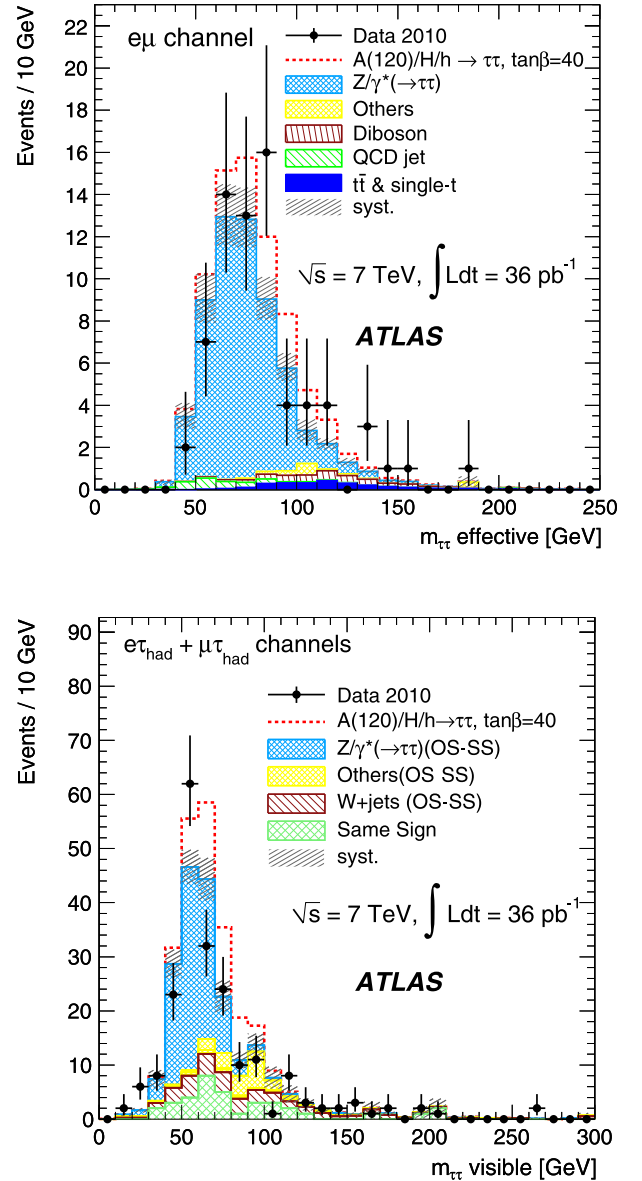 eμ channel
Data 2010
A(120)/H/h → ττ, tanβ=40
Z/γ*(→ττ)
Others
Diboson
QCD jet
tt̄ & single-t
syst.
√s = 7 TeV, ∫Ldt = 36 pb⁻¹
ATLAS
Events / 10 GeV
22
20
18
16
14
12
10
8
6
4
2
0
0 50 100 150 200 250
m_ττ effective [GeV]
eτ_had + μτ_had channels
Data 2010
A(120)/H/h→ττ, tanβ=40
Z/γ*(→ττ)(OS-SS)
Others(OS SS)
W+jets (OS-SS)
Same Sign
syst.
√s = 7 TeV, ∫ Ldt = 36 pb⁻¹
ATLAS
Events / 10 GeV
90
80
70
60
50
40
30
20
10
0
0 50 100 150 200 250 300
m_ττ visible [GeV]